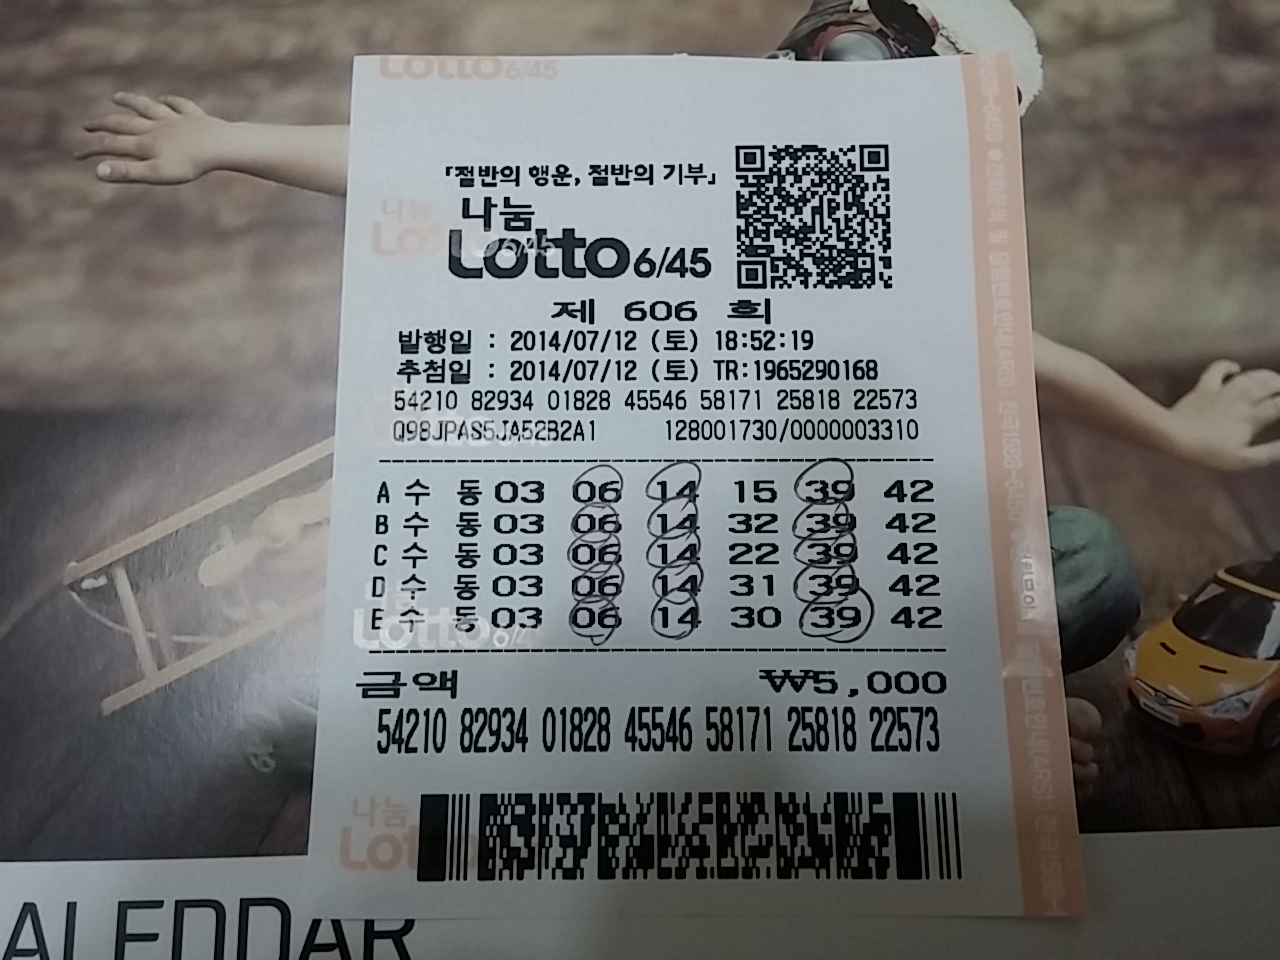 Lotto6/45
「절반의 행운, 절반의 기부」
나눔
Lotto 6/45
제 606 회
발행일 : 2014/07/12 (토) 18:52:19
추첨일 : 2014/07/12 (토) TR:1965290168
54210 82934 01828 45546 58171 25818 22573
Q98JPAS5JA52B2A1 128001730/0000003310
A 수 동 03 06 14 15 39 42
B 수 동 03 06 14 32 39 42
C 수 동 03 06 14 22 39 42
D 수 동 03 06 14 31 39 42
E 수 동 03 06 14 30 39 42
금액 ₩5,000
54210 82934 01828 45546 58171 25818 22573
나눔
Lotto
ALENDAR